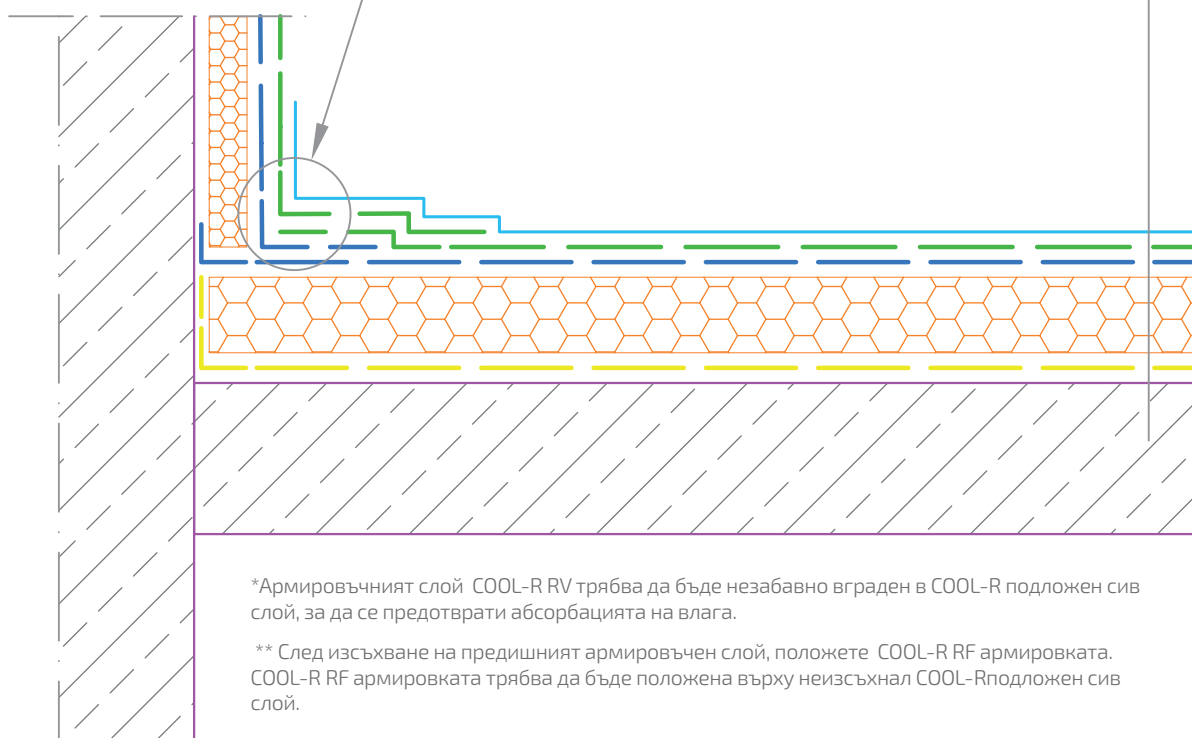 *Армировъчният слой  COOL-R RV трябва да бъде незабавно вграден в COOL-R подложен сив
слой, за да се предотврати абсорбацията на влага.
** След изсъхване на предишният армировъчен слой, положете  COOL-R RF армировката.
COOL-R RF армировката трябва да бъде положена върху неизсъхнал COOL-Rподложен сив
слой.